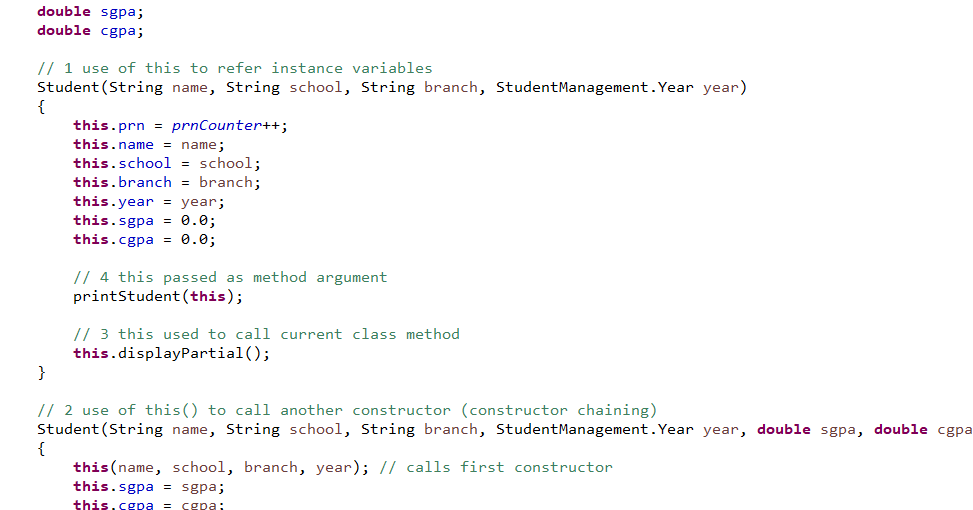 double sgpa;
double cgpa;
// 1 use of this to refer instance variables
Student(String name, String school, String branch, StudentManagement.Year year)
{
this.prn = prnCounter++;
this.name = name;
this.school = school;
this.branch = branch;
this.year = year;
this.sgpa = 0.0;
this.cgpa = 0.0;
// 4 this passed as method argument
printStudent(this);
// 3 this used to call current class method
this.displayPartial();
}
// 2 use of this() to call another constructor (constructor chaining)
Student(String name, String school, String branch, StudentManagement.Year year, double sgpa, double cgpa
{
this(name, school, branch, year); // calls first constructor
this.sgpa = sgpa;
this.cgpa = cgpa;